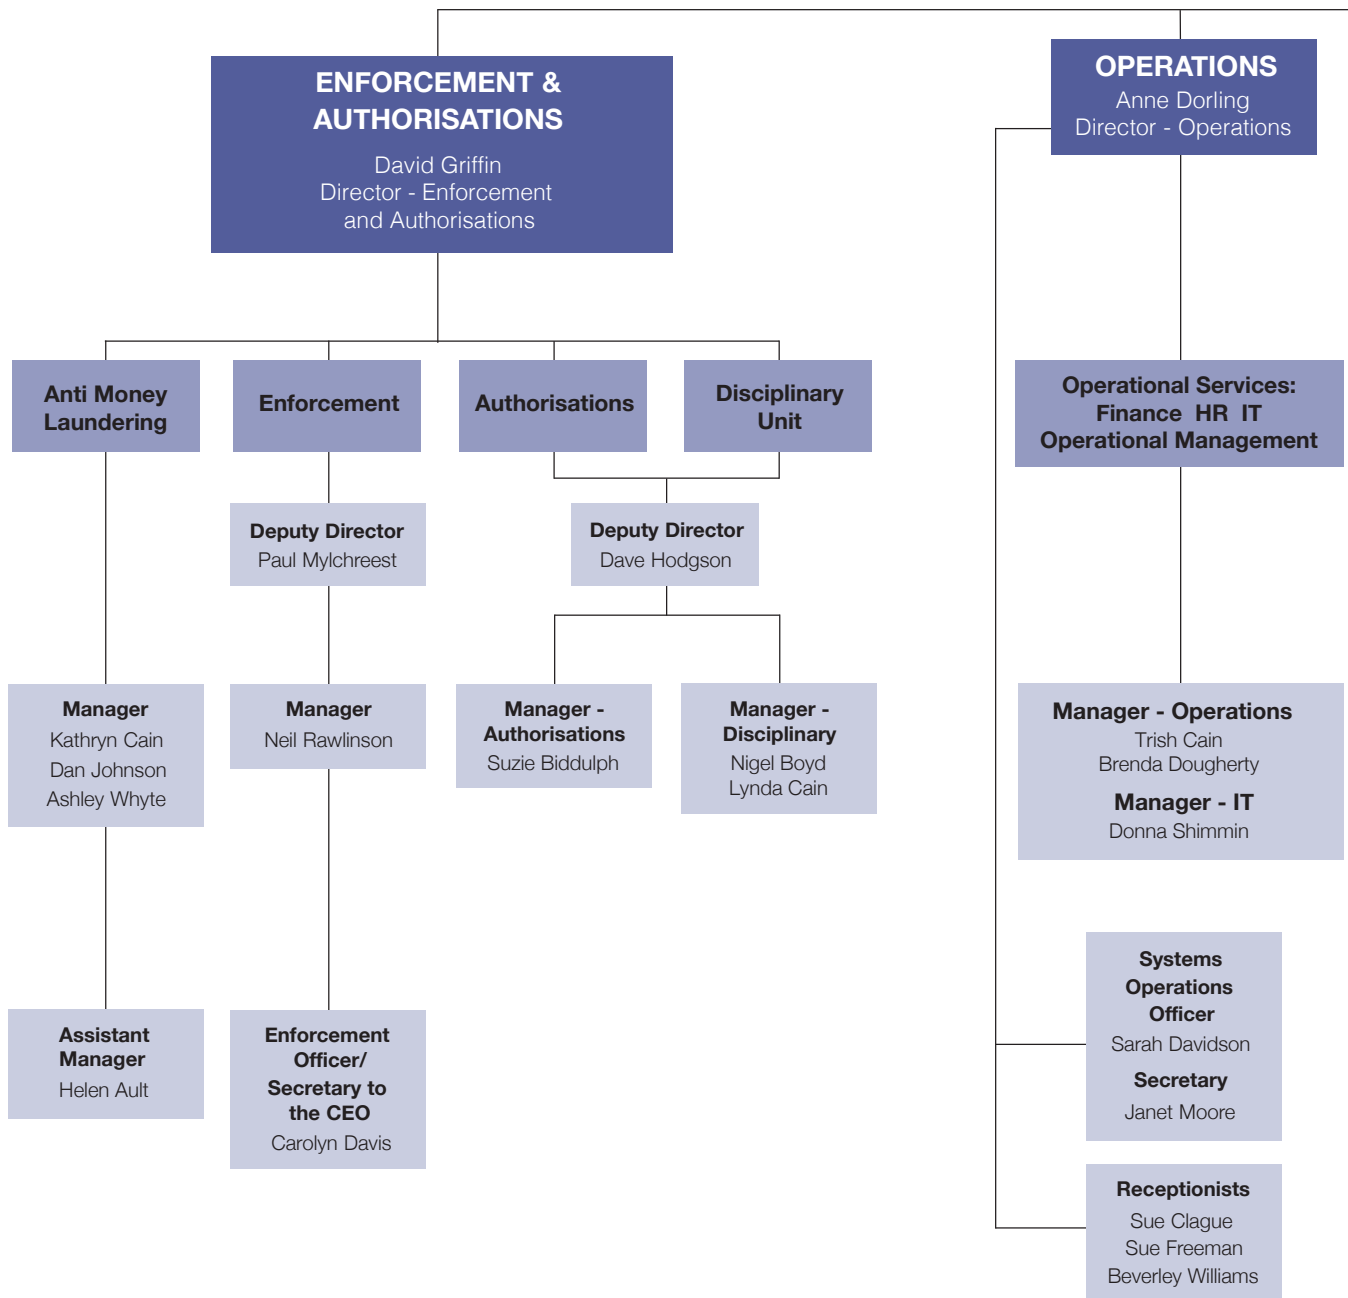 ENFORCEMENT &
AUTHORISATIONS
David Griffin
Director - Enforcement
and Authorisations
OPERATIONS
Anne Dorling
Director - Operations
Anti Money
Laundering
Enforcement
Authorisations
Disciplinary
Unit
Operational Services:
Finance HR IT
Operational Management
Deputy Director
Paul Mylchreest
Deputy Director
Dave Hodgson
Manager
Kathryn Cain
Dan Johnson
Ashley Whyte
Manager
Neil Rawlinson
Manager -
Authorisations
Suzie Biddulph
Manager -
Disciplinary
Nigel Boyd
Lynda Cain
Manager - Operations
Trish Cain
Brenda Dougherty
Manager - IT
Donna Shimmin
Assistant
Manager
Helen Ault
Enforcement
Officer/
Secretary to
the CEO
Carolyn Davis
Systems
Operations
Officer
Sarah Davidson
Secretary
Janet Moore
Receptionists
Sue Clague
Sue Freeman
Beverley Williams